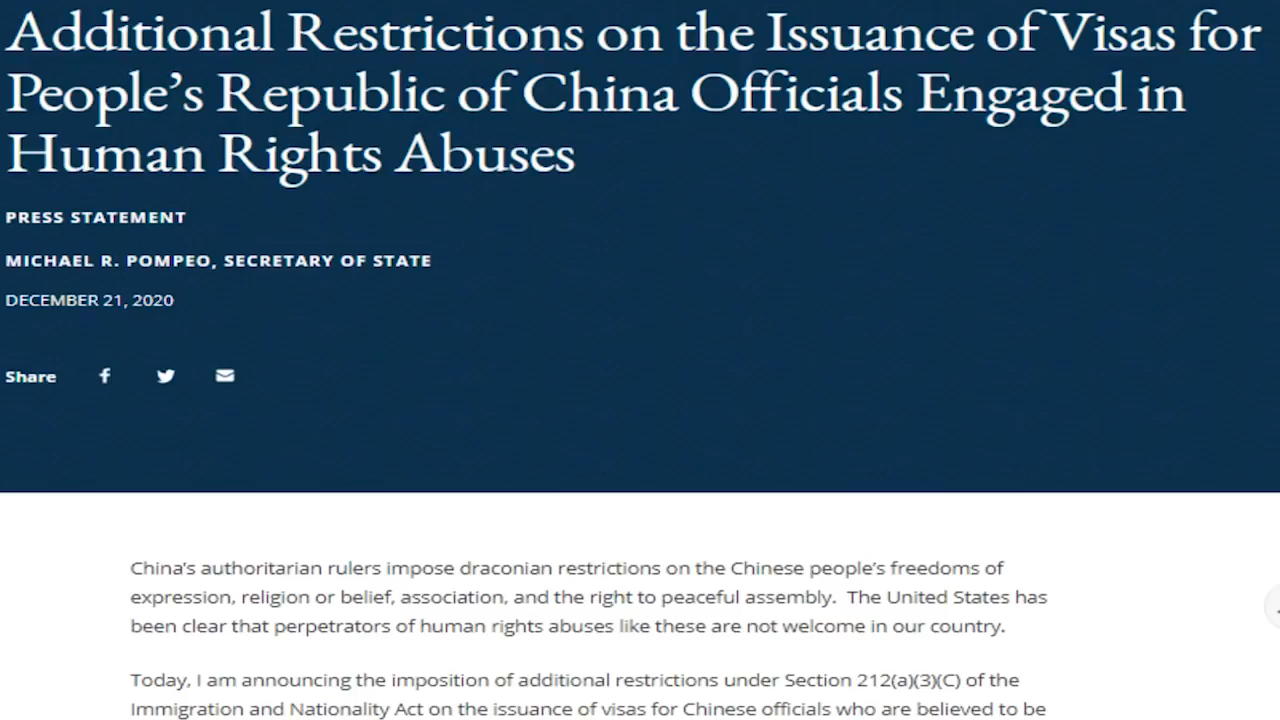 Additional Restrictions on the Issuance of Visas for
People’s Republic of China Officials Engaged in
Human Rights Abuses
PRESS STATEMENT
MICHAEL R. POMPEO, SECRETARY OF STATE
DECEMBER 21, 2020
Share
China’s authoritarian rulers impose draconian restrictions on the Chinese people’s freedoms of
expression, religion or belief, association, and the right to peaceful assembly.  The United States has
been clear that perpetrators of human rights abuses like these are not welcome in our country.
Today, I am announcing the imposition of additional restrictions under Section 212(a)(3)(C) of the
Immigration and Nationality Act on the issuance of visas for Chinese officials who are believed to be